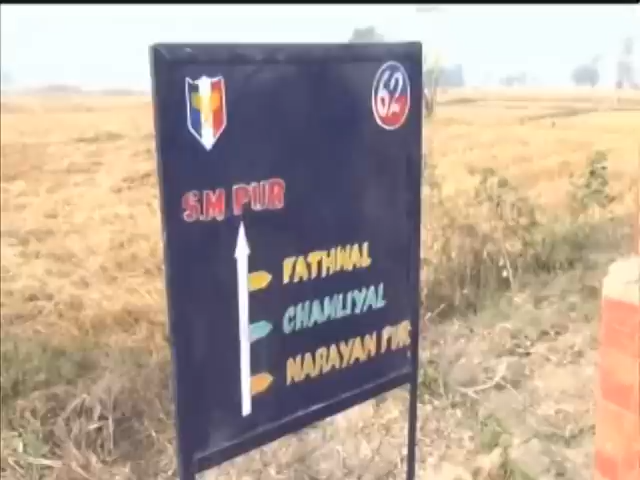 62
S.M PUR
FATHWAL
CHAMLIYAL
NARAYAN PUR